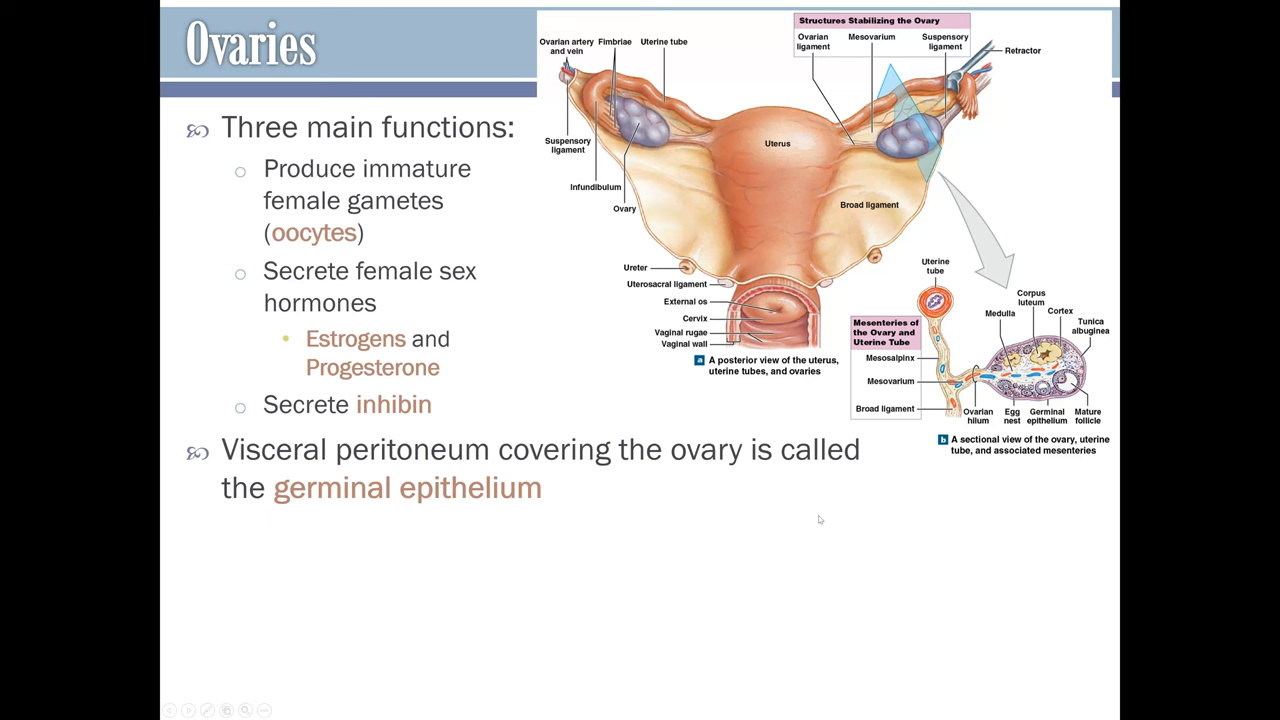 Ovaries
Three main functions:
Produce immature
female gametes
(oocytes)
Secrete female sex
hormones
Estrogens and
Progesterone
Secrete inhibin
Visceral peritoneum covering the ovary is called
the germinal epithelium
Structures Stabilizing the Ovary
Ovarian
ligament
Mesovarium
Suspensory
ligament
Retractor
Ovarian artery
and vein
Fimbriae
Uterine tube
Uterus
Suspensory
ligament
Infundibulum
Ovary
Broad ligament
Ureter
Uterosacral ligament
External os
Cervix
Vaginal rugae
Vaginal wall
a A posterior view of the uterus,
uterine tubes, and ovaries
Uterine
tube
Corpus
luteum
Medulla
Cortex
Tunica
albuginea
Mesenteries of
the Ovary and
Uterine Tube
Mesosalpinx
Mesovarium
Broad ligament
Ovarian
hilum
Egg
nest
Germinal
epithelium
Mature
follicle
b A sectional view of the ovary, uterine
tube, and associated mesenteries